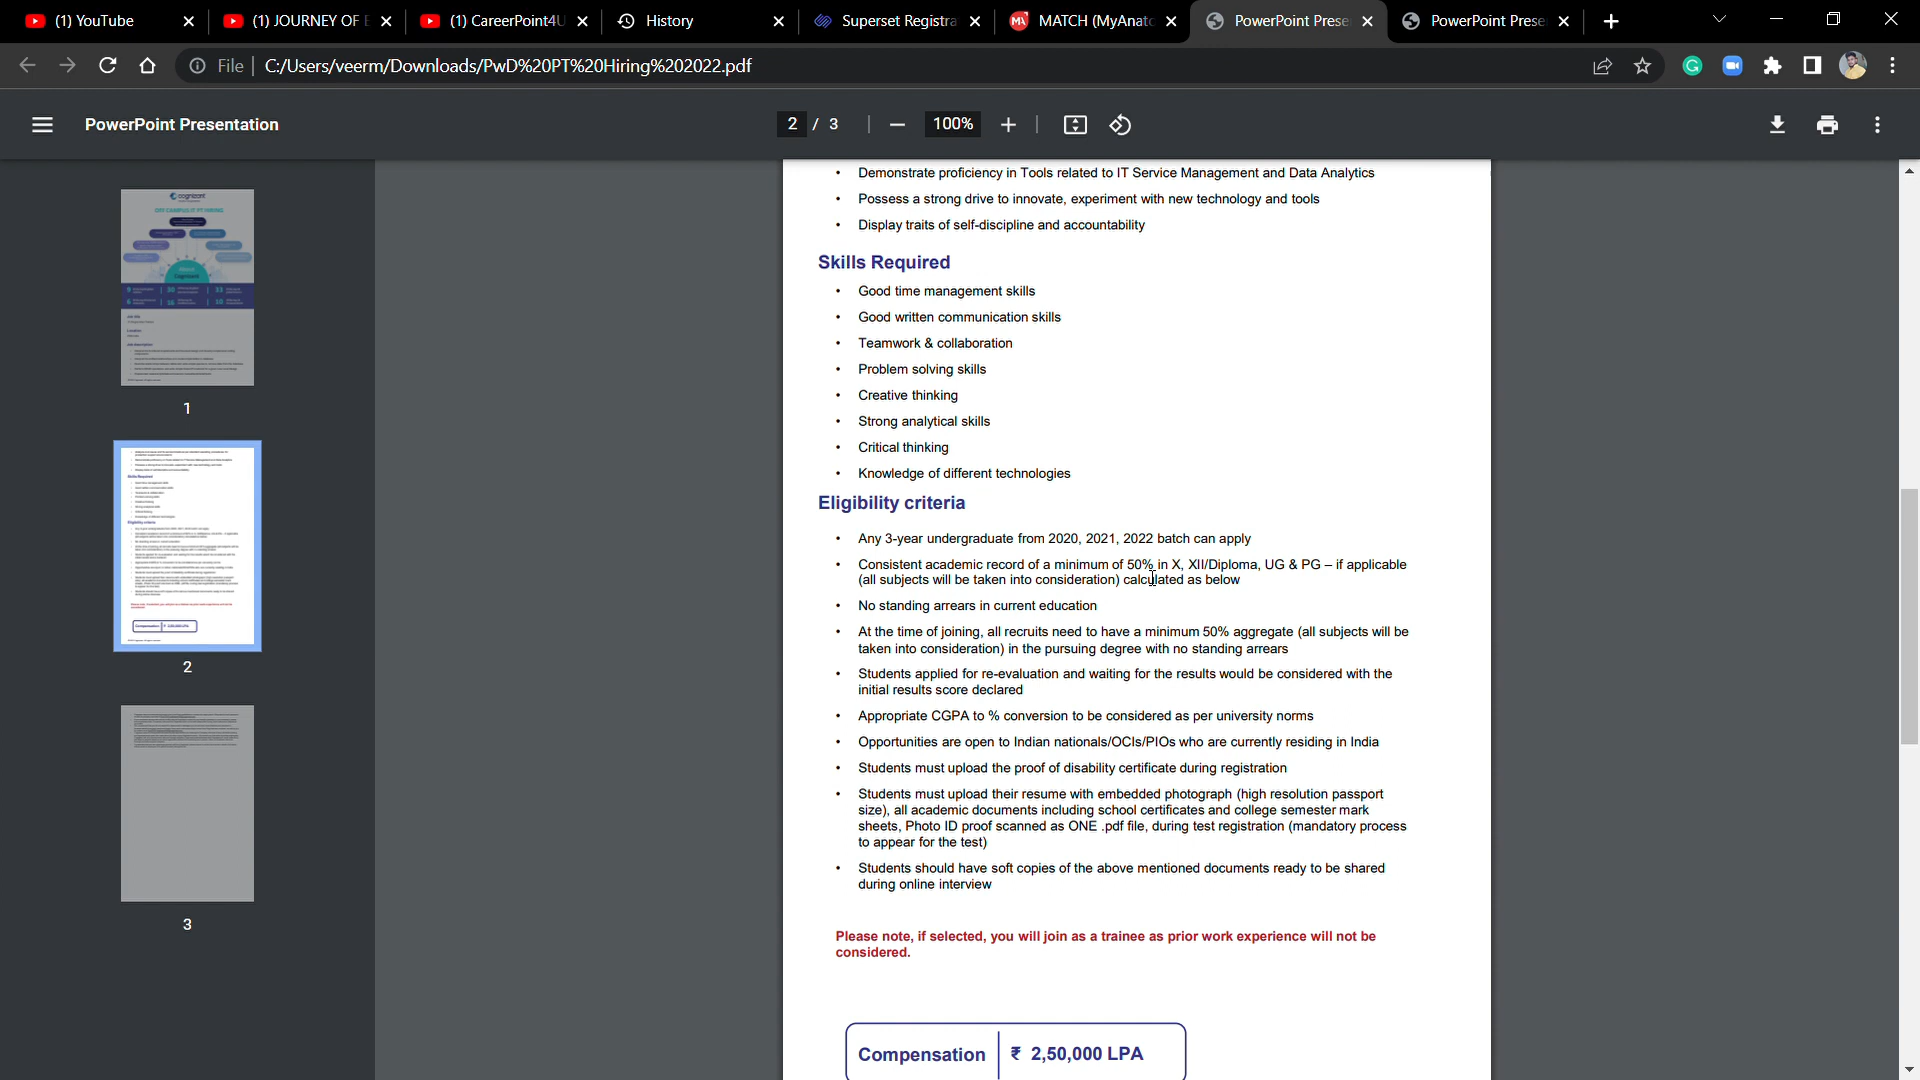 (1) YouTube
(1) JOURNEY OF E
(1) CareerPoint4U
History
Superset Registra
MATCH (MyAnato
PowerPoint Prese
PowerPoint Prese
File
C:/Users/veerm/Downloads/PwD%20PT%20Hiring%202022.pdf
PowerPoint Presentation
2 / 3
100%
1
2
3
• Demonstrate proficiency in Tools related to IT Service Management and Data Analytics
• Possess a strong drive to innovate, experiment with new technology and tools
• Display traits of self-discipline and accountability
Skills Required
• Good time management skills
• Good written communication skills
• Teamwork & collaboration
• Problem solving skills
• Creative thinking
• Strong analytical skills
• Critical thinking
• Knowledge of different technologies
Eligibility criteria
• Any 3-year undergraduate from 2020, 2021, 2022 batch can apply
• Consistent academic record of a minimum of 50% in X, XII/Diploma, UG & PG – if applicable
(all subjects will be taken into consideration) calculated as below
• No standing arrears in current education
• At the time of joining, all recruits need to have a minimum 50% aggregate (all subjects will be
taken into consideration) in the pursuing degree with no standing arrears
• Students applied for re-evaluation and waiting for the results would be considered with the
initial results score declared
• Appropriate CGPA to % conversion to be considered as per university norms
• Opportunities are open to Indian nationals/OCIs/PIOs who are currently residing in India
• Students must upload the proof of disability certificate during registration
• Students must upload their resume with embedded photograph (high resolution passport
size), all academic documents including school certificates and college semester mark
sheets, Photo ID proof scanned as ONE .pdf file, during test registration (mandatory process
to appear for the test)
• Students should have soft copies of the above mentioned documents ready to be shared
during online interview
Please note, if selected, you will join as a trainee as prior work experience will not be
considered.
Compensation ₹ 2,50,000 LPA